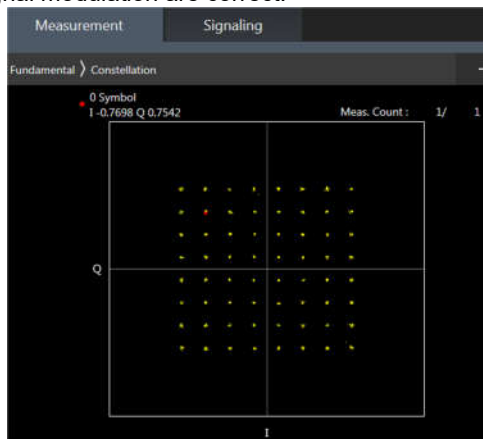 Measurement Signaling
Fundamental 〉 Constellation
0 Symbol
I -0.7698 Q 0.7542 Meas. Count : 1/ 1
Q
I